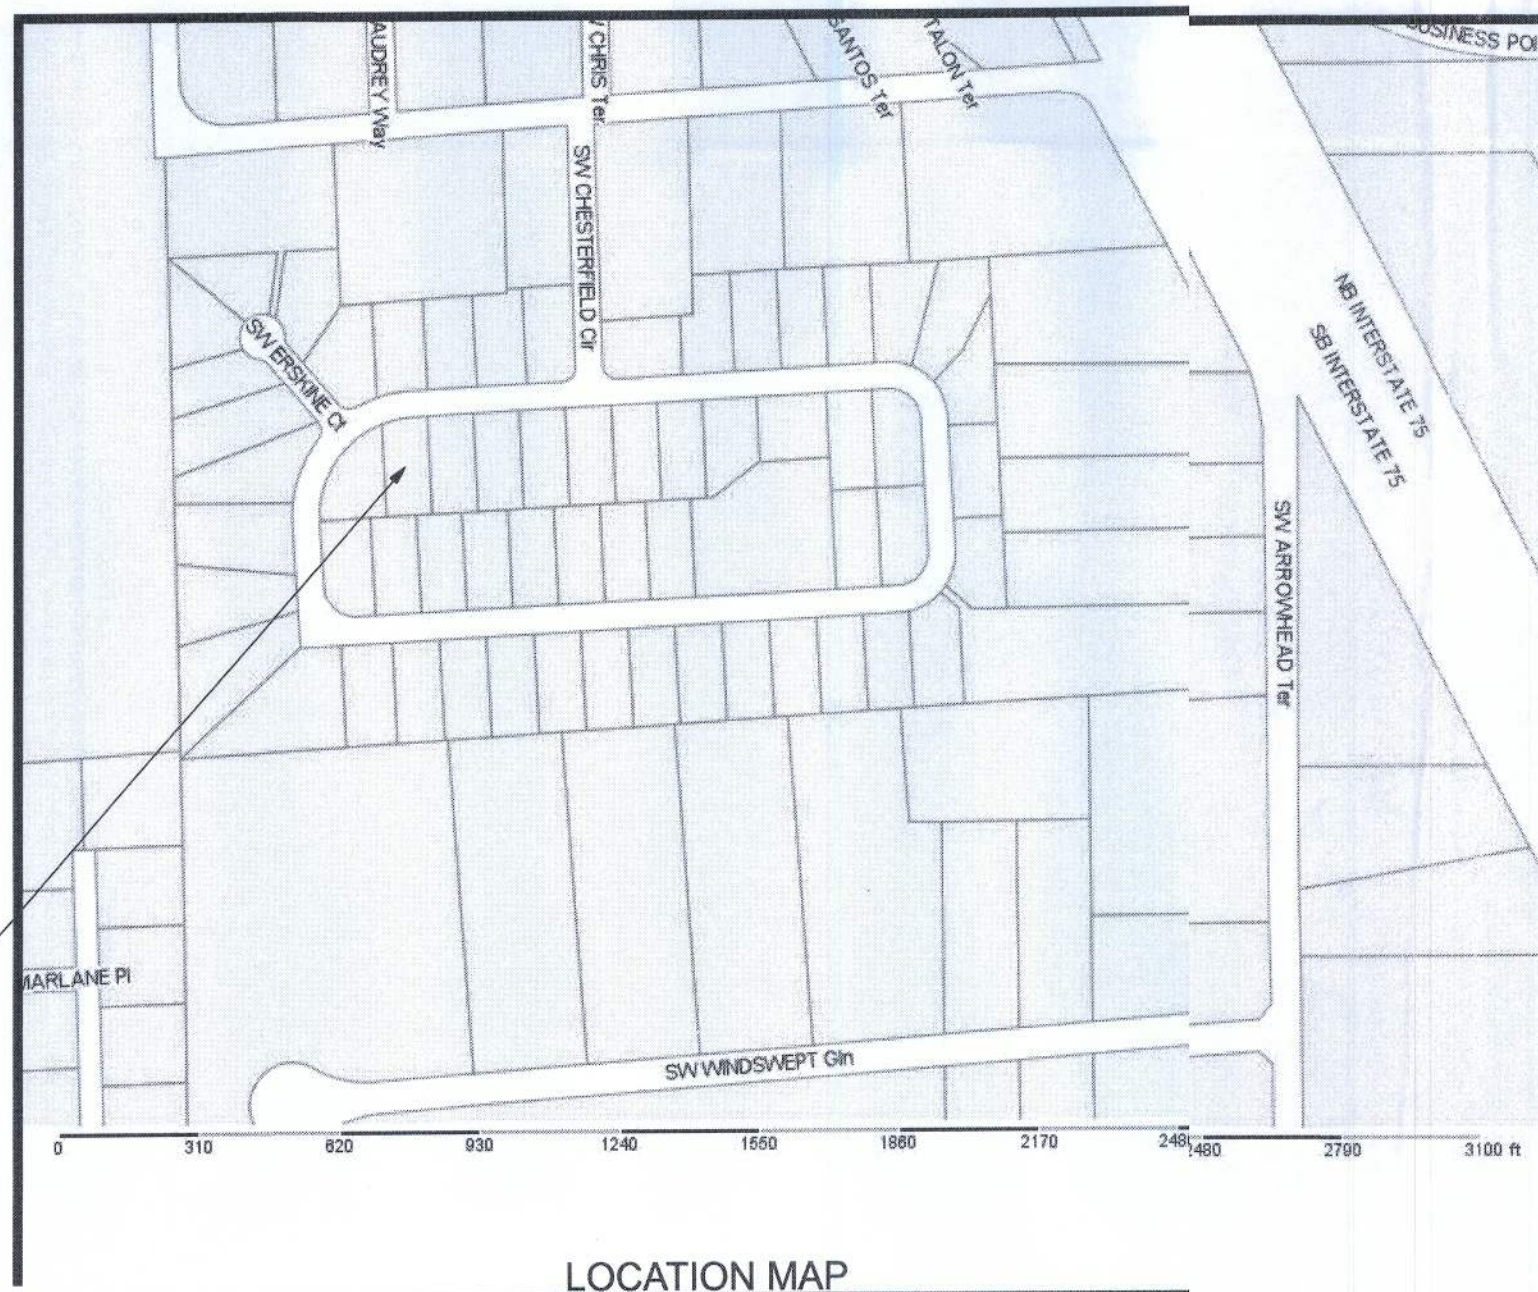 AUDREY Way
CHRIS Ter
SANTOS Ter
TALON Ter
BUSINESS POI
SW CHESTERFIELD Cir
SW ERSKINE Ct
NB INTERSTATE 75
SB INTERSTATE 75
SW ARROWHEAD Ter
MARLANE Pl
SW WINDSWEPT Gln
0 310 620 930 1240 1550 1860 2170 248 2480 2790 3100 ft
LOCATION MAP